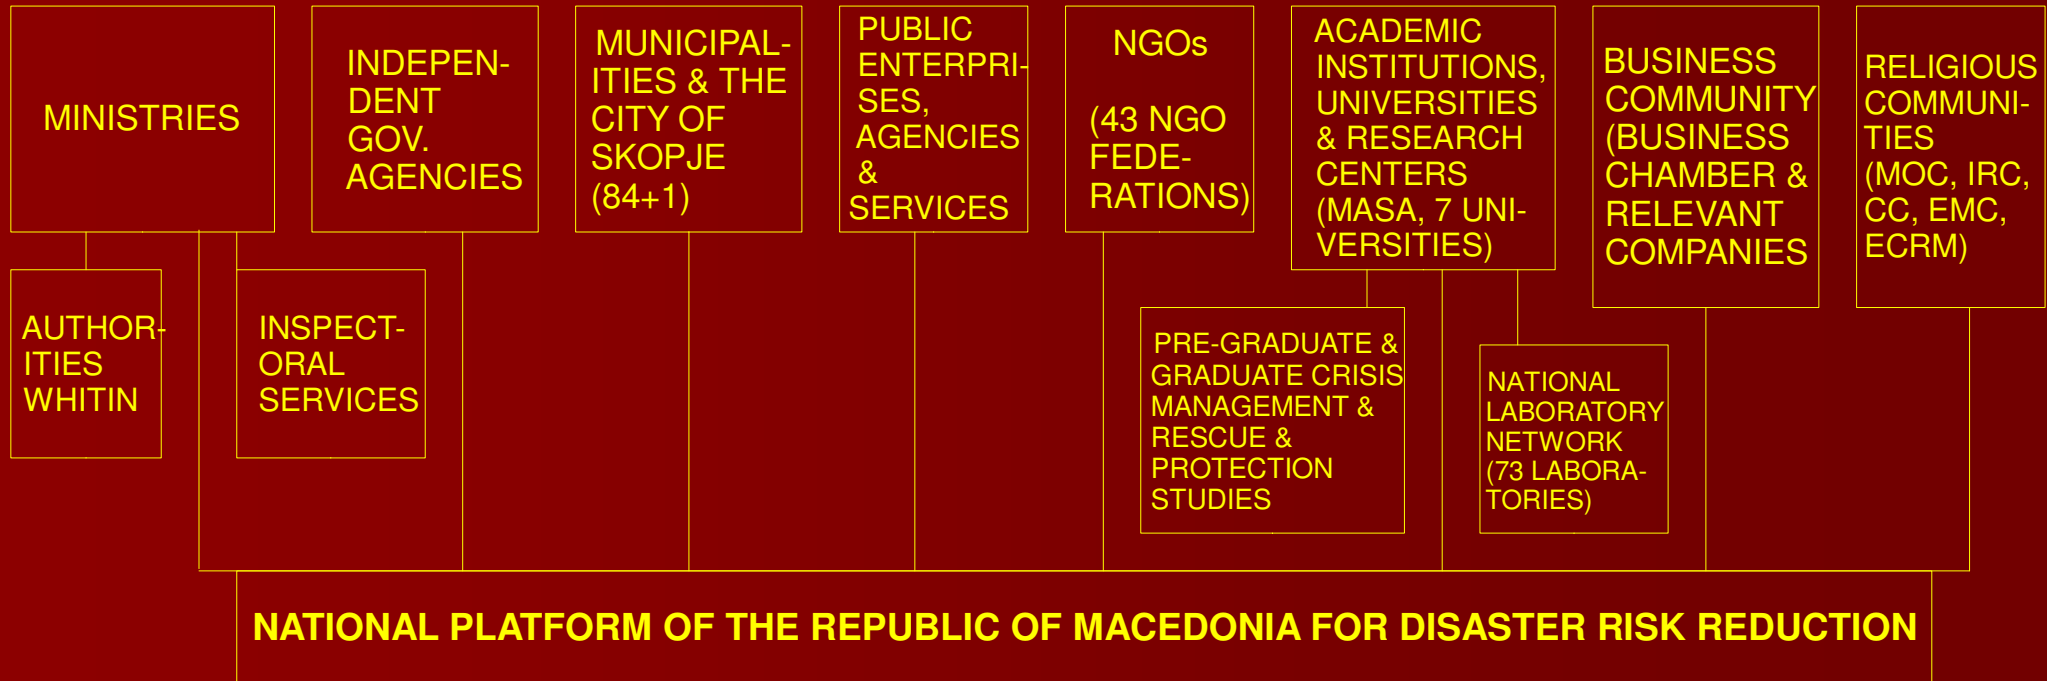 MINISTRIES
INDEPEN-
DENT
GOV.
AGENCIES
MUNICIPAL-
ITIES & THE
CITY OF
SKOPJE
(84+1)
PUBLIC
ENTERPRI-
SES,
AGENCIES
&
SERVICES
NGOs
(43 NGO
FEDE-
RATIONS)
ACADEMIC
INSTITUTIONS,
UNIVERSITIES
& RESEARCH
CENTERS
(MASA, 7 UNI-
VERSITIES)
BUSINESS
COMMUNITY
(BUSINESS
CHAMBER &
RELEVANT
COMPANIES
RELIGIOUS
COMMUNI-
TIES
(MOC, IRC,
CC, EMC,
ECRM)
AUTHOR-
ITIES
WHITIN
INSPECT-
ORAL
SERVICES
PRE-GRADUATE &
GRADUATE CRISIS
MANAGEMENT &
RESCUE &
PROTECTION
STUDIES
NATIONAL
LABORATORY
NETWORK
(73 LABORA-
TORIES)
NATIONAL PLATFORM OF THE REPUBLIC OF MACEDONIA FOR DISASTER RISK REDUCTION